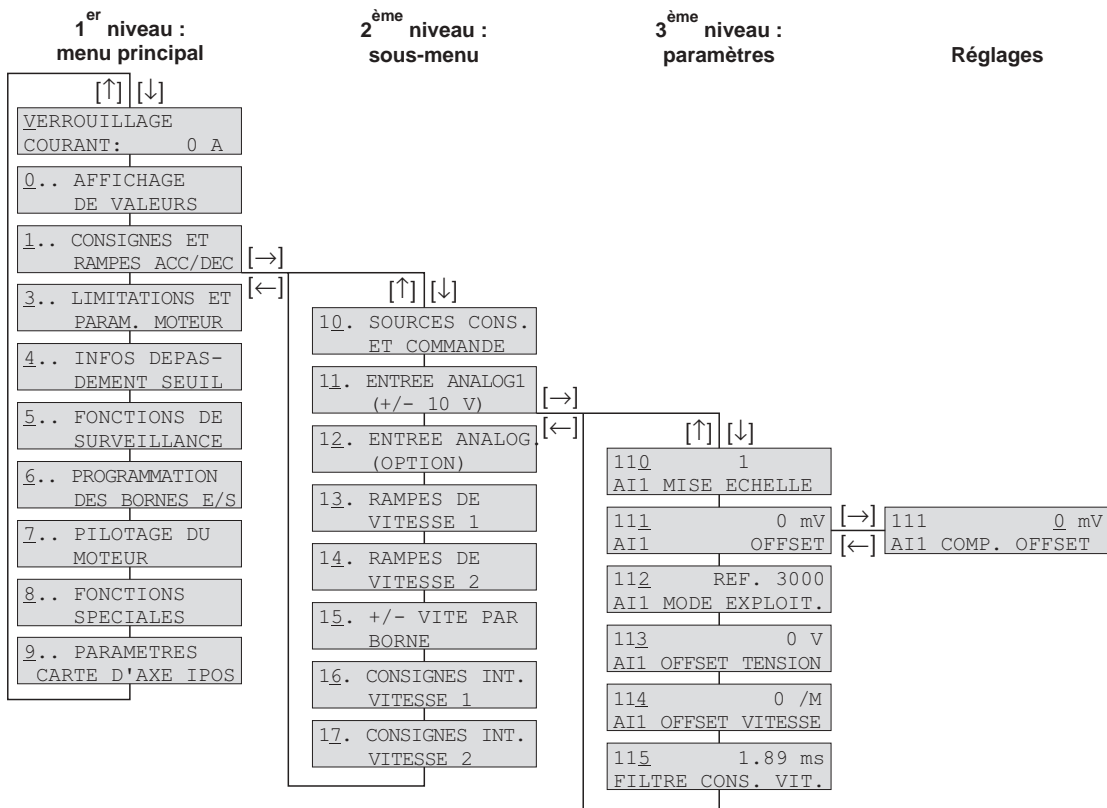 1er niveau :
menu principal
2ème niveau :
sous-menu
3ème niveau :
paramètres
Réglages
[↑] [↓]
VERROUILLAGE
COURANT: 0 A
0.. AFFICHAGE
DE VALEURS
1.. CONSIGNES ET
RAMPES ACC/DEC
[→]
[←]
3.. LIMITATIONS ET
PARAM. MOTEUR
4.. INFOS DEPAS-
DEMENT SEUIL
5.. FONCTIONS DE
SURVEILLANCE
6.. PROGRAMMATION
DES BORNES E/S
7.. PILOTAGE DU
MOTEUR
8.. FONCTIONS
SPECIALES
9.. PARAMETRES
CARTE D'AXE IPOS
[↑] [↓]
10. SOURCES CONS.
ET COMMANDE
11. ENTREE ANALOG1
(+/- 10 V)
[→]
[←]
12. ENTREE ANALOG.
(OPTION)
13. RAMPES DE
VITESSE 1
14. RAMPES DE
VITESSE 2
15. +/- VITE PAR
BORNE
16. CONSIGNES INT.
VITESSE 1
17. CONSIGNES INT.
VITESSE 2
[↑] [↓]
110 1
AI1 MISE ECHELLE
111 0 mV
AI1 OFFSET
[→]
[←]
112 REF. 3000
AI1 MODE EXPLOIT.
113 0 V
AI1 OFFSET TENSION
114 0 /M
AI1 OFFSET VITESSE
115 1.89 ms
FILTRE CONS. VIT.
111 0 mV
AI1 COMP. OFFSET